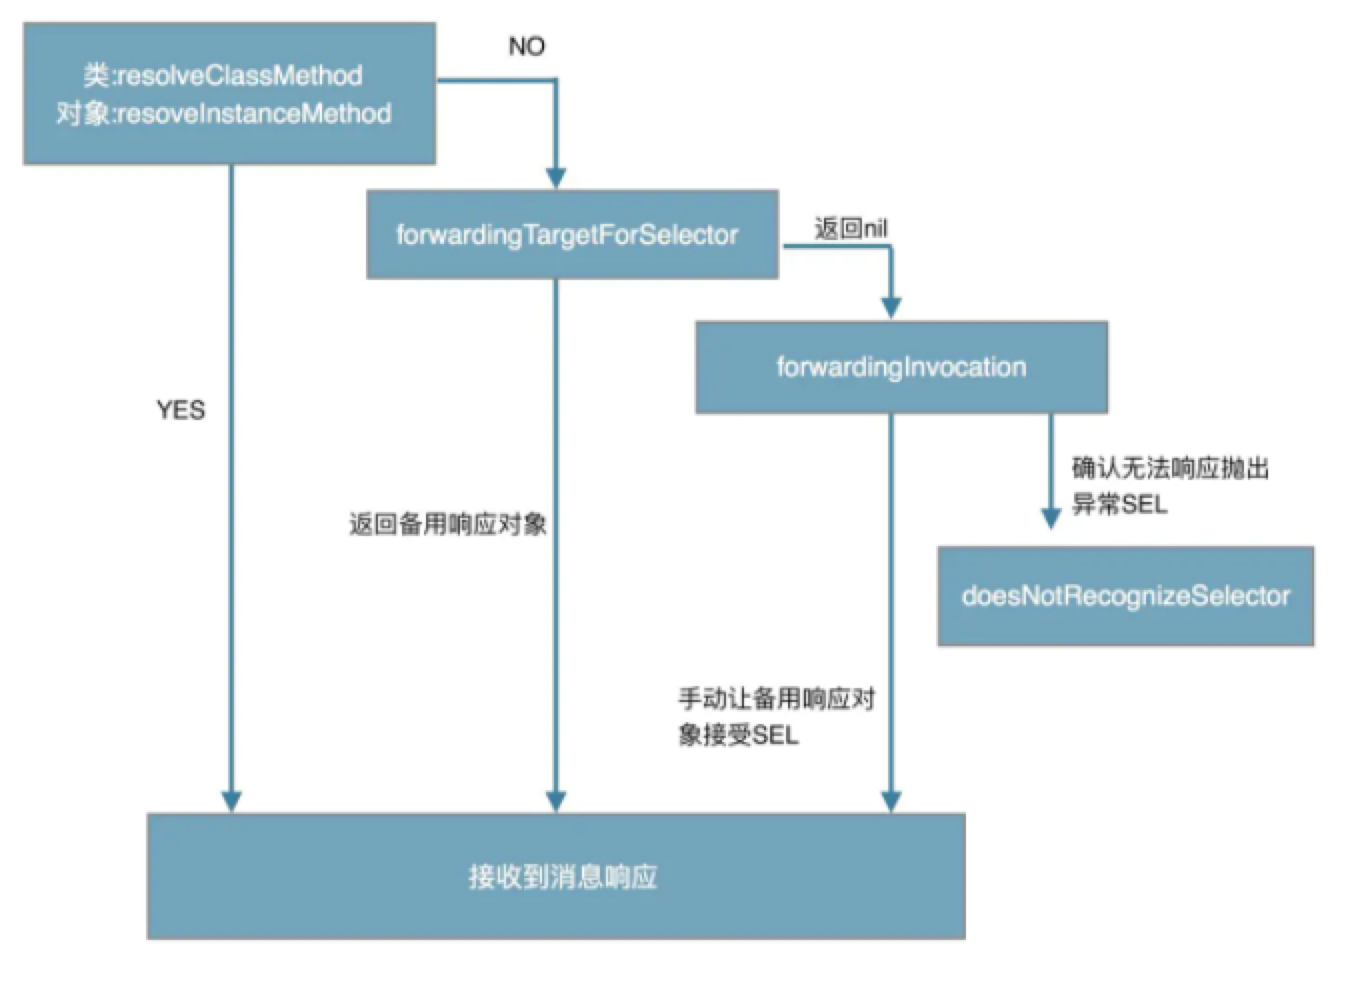 类:resolveClassMethod
对象:resoveInstanceMethod
NO
forwardingTargetForSelector
返回nil
forwardingInvocation
YES
确认无法响应抛出
异常SEL
返回备用响应对象
doesNotRecognizeSelector
手动让备用响应对
象接受SEL
接收到消息响应